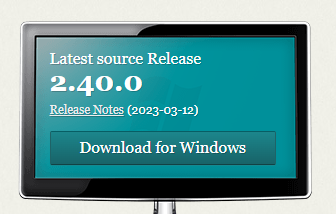 Latest source Release
2.40.0
Release Notes (2023-03-12)
Download for Windows